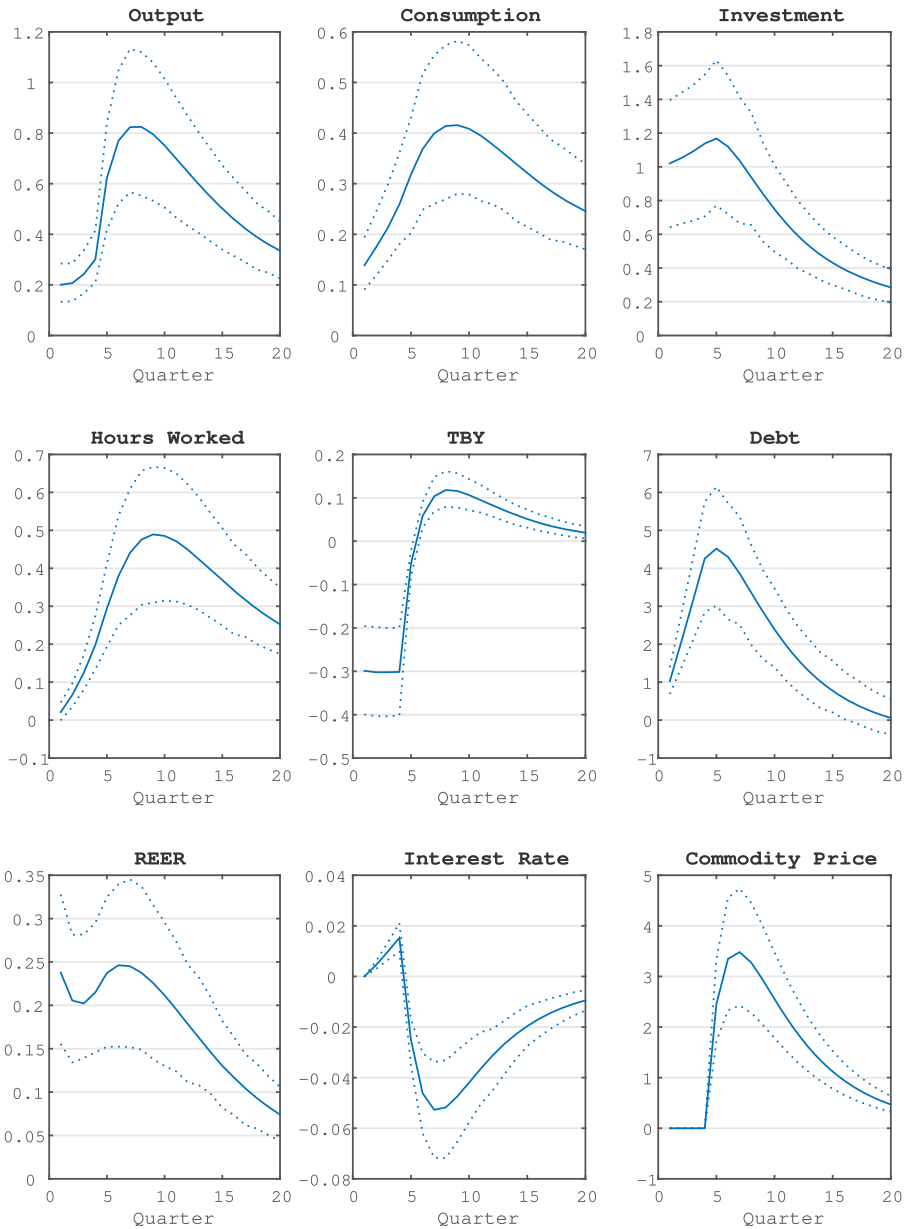 Output
1.2
1
0.8
0.6
0.4
0.2
0
0 5 10 15 20
Quarter
Consumption
0.6
0.5
0.4
0.3
0.2
0.1
0
0 5 10 15 20
Quarter
Investment
1.8
1.6
1.4
1.2
1
0.8
0.6
0.4
0.2
0
0 5 10 15 20
Quarter
Hours Worked
0.7
0.6
0.5
0.4
0.3
0.2
0.1
0
-0.1
0 5 10 15 20
Quarter
TBY
0.2
0.1
0
-0.1
-0.2
-0.3
-0.4
-0.5
0 5 10 15 20
Quarter
Debt
7
6
5
4
3
2
1
0
-1
0 5 10 15 20
Quarter
REER
0.35
0.3
0.25
0.2
0.15
0.1
0.05
0
0 5 10 15 20
Quarter
Interest Rate
0.04
0.02
0
-0.02
-0.04
-0.06
-0.08
0 5 10 15 20
Quarter
Commodity Price
5
4
3
2
1
0
-1
0 5 10 15 20
Quarter